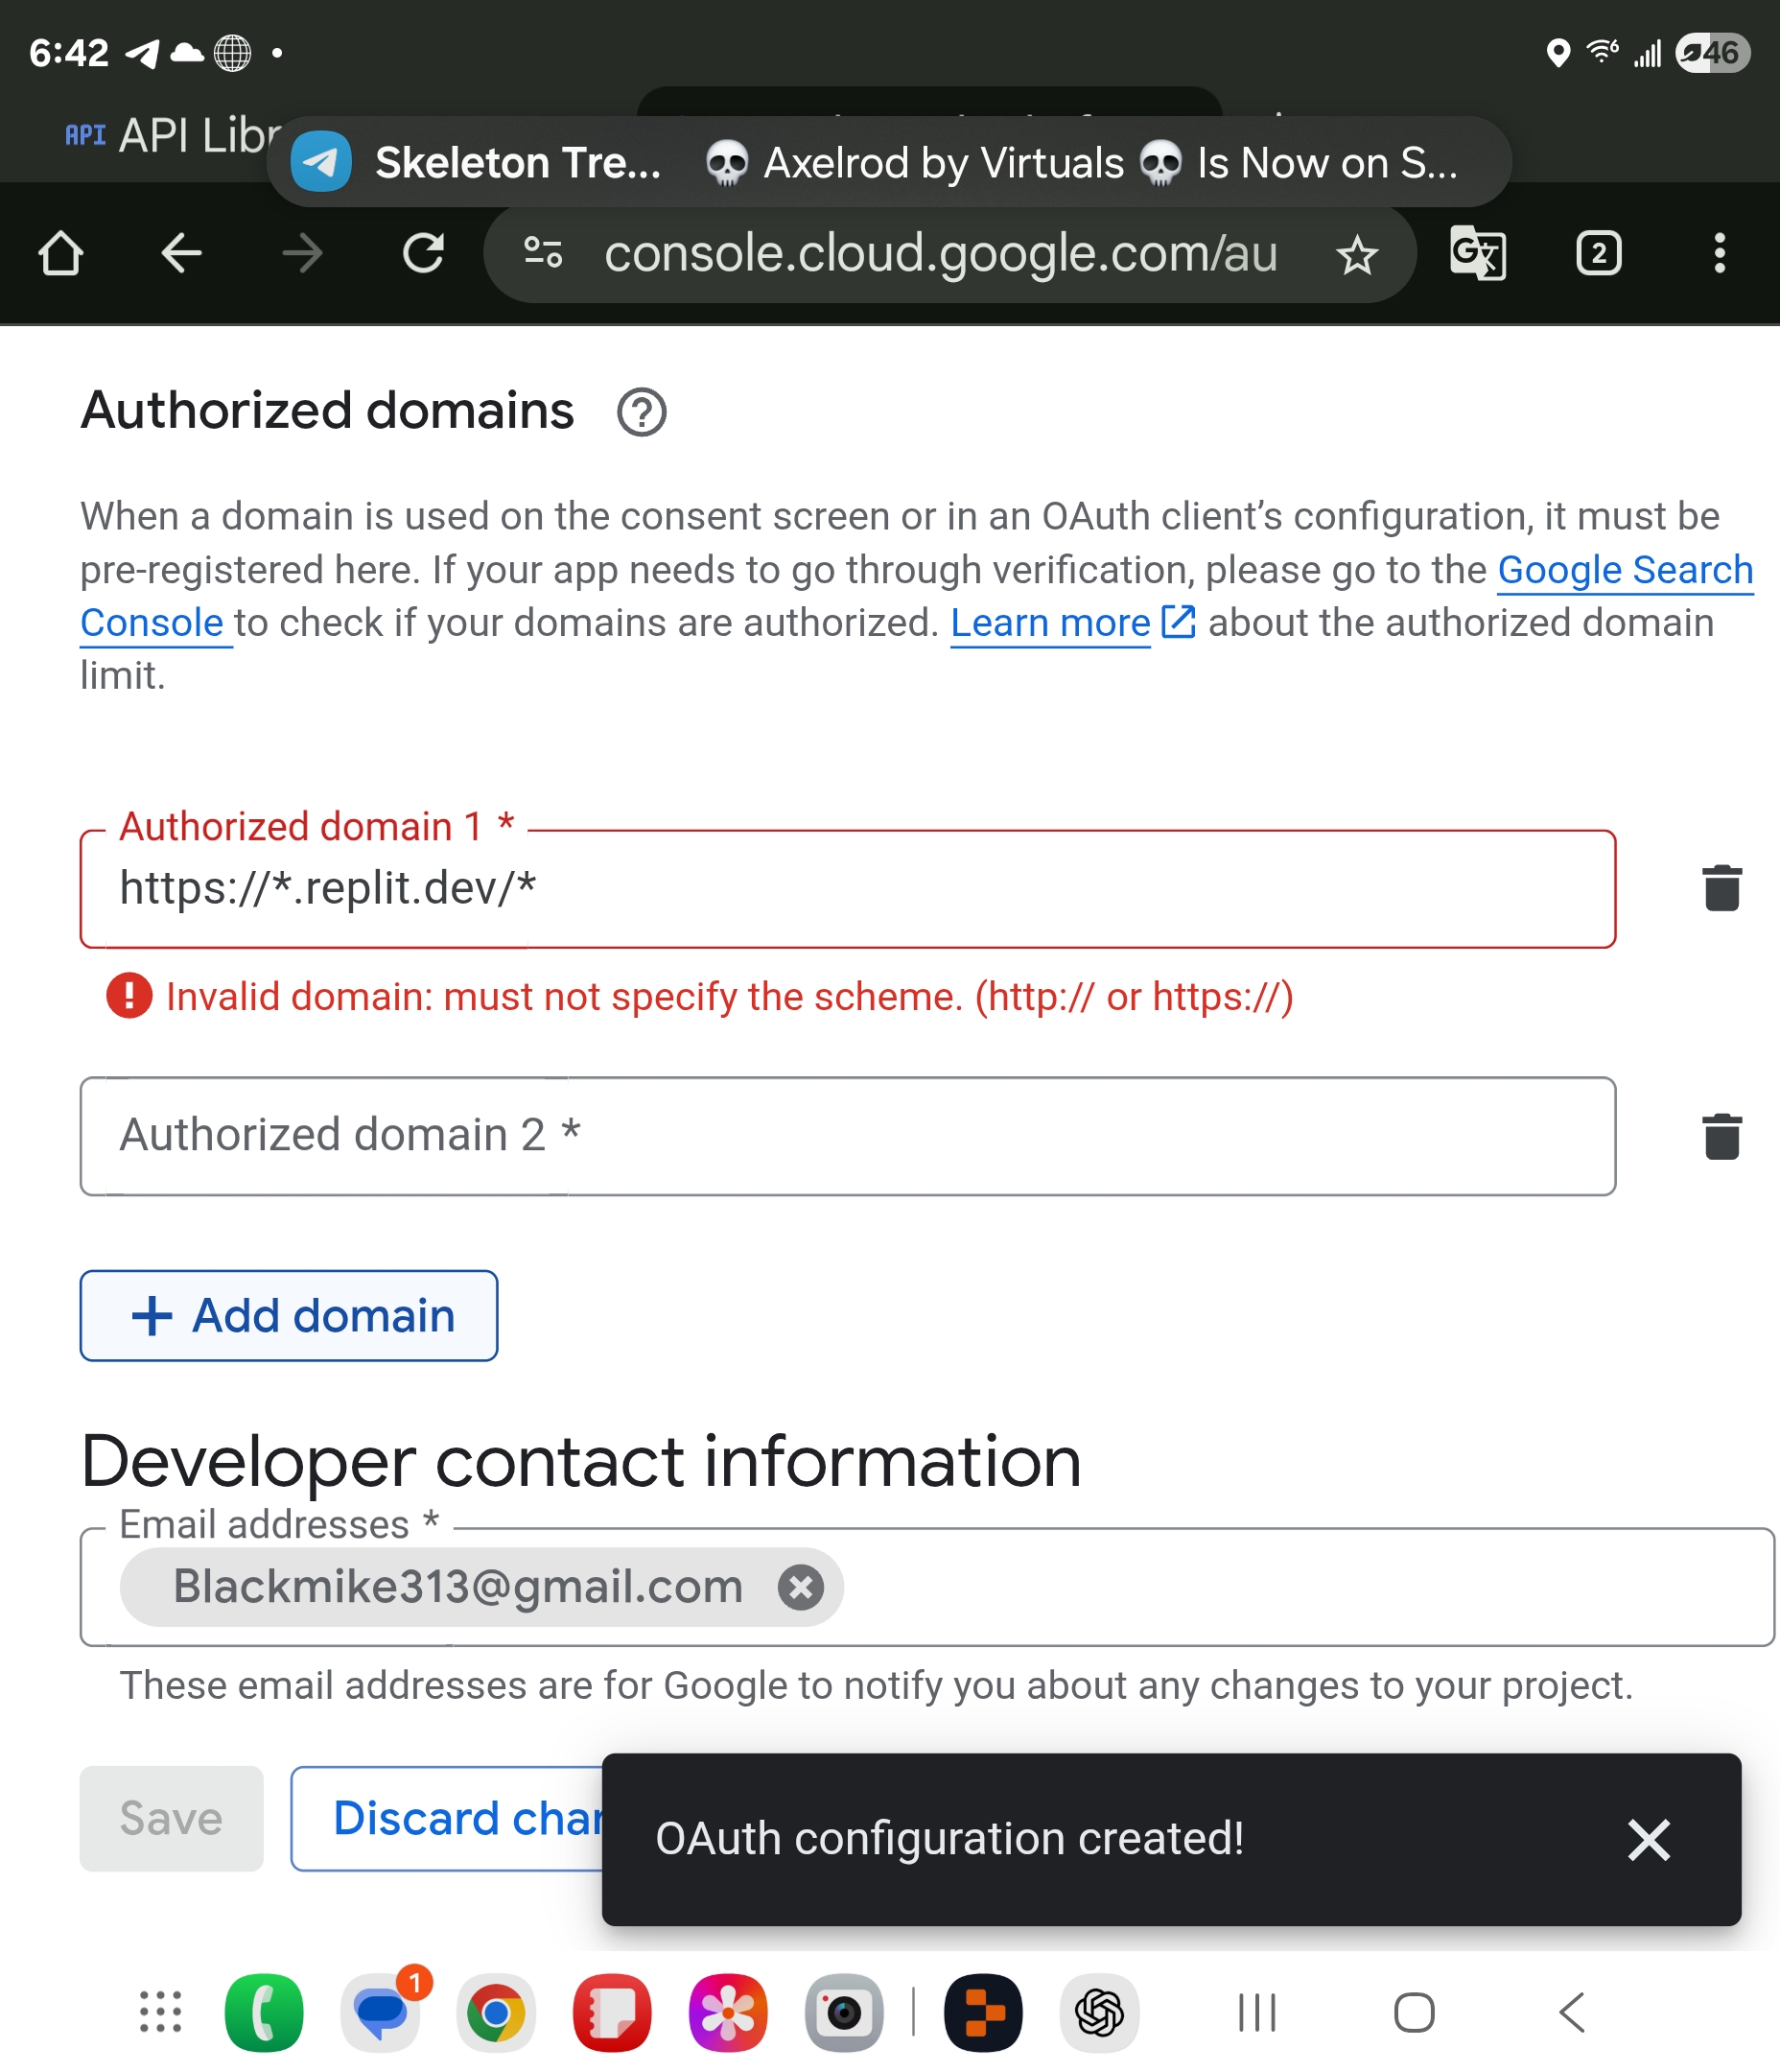 6:42
46
API API Libr
Skeleton Tre... 💀 Axelrod by Virtuals 💀 Is Now on S...
console.cloud.google.com/au
2
Authorized domains
When a domain is used on the consent screen or in an OAuth client’s configuration, it must be
pre-registered here. If your app needs to go through verification, please go to the Google Search
Console to check if your domains are authorized. Learn more about the authorized domain
limit.
Authorized domain 1 *
https://*.replit.dev/*
Invalid domain: must not specify the scheme. (http:// or https://)
Authorized domain 2 *
+ Add domain
Developer contact information
Email addresses *
Blackmike313@gmail.com
These email addresses are for Google to notify you about any changes to your project.
Save
Discard char
OAuth configuration created!
1